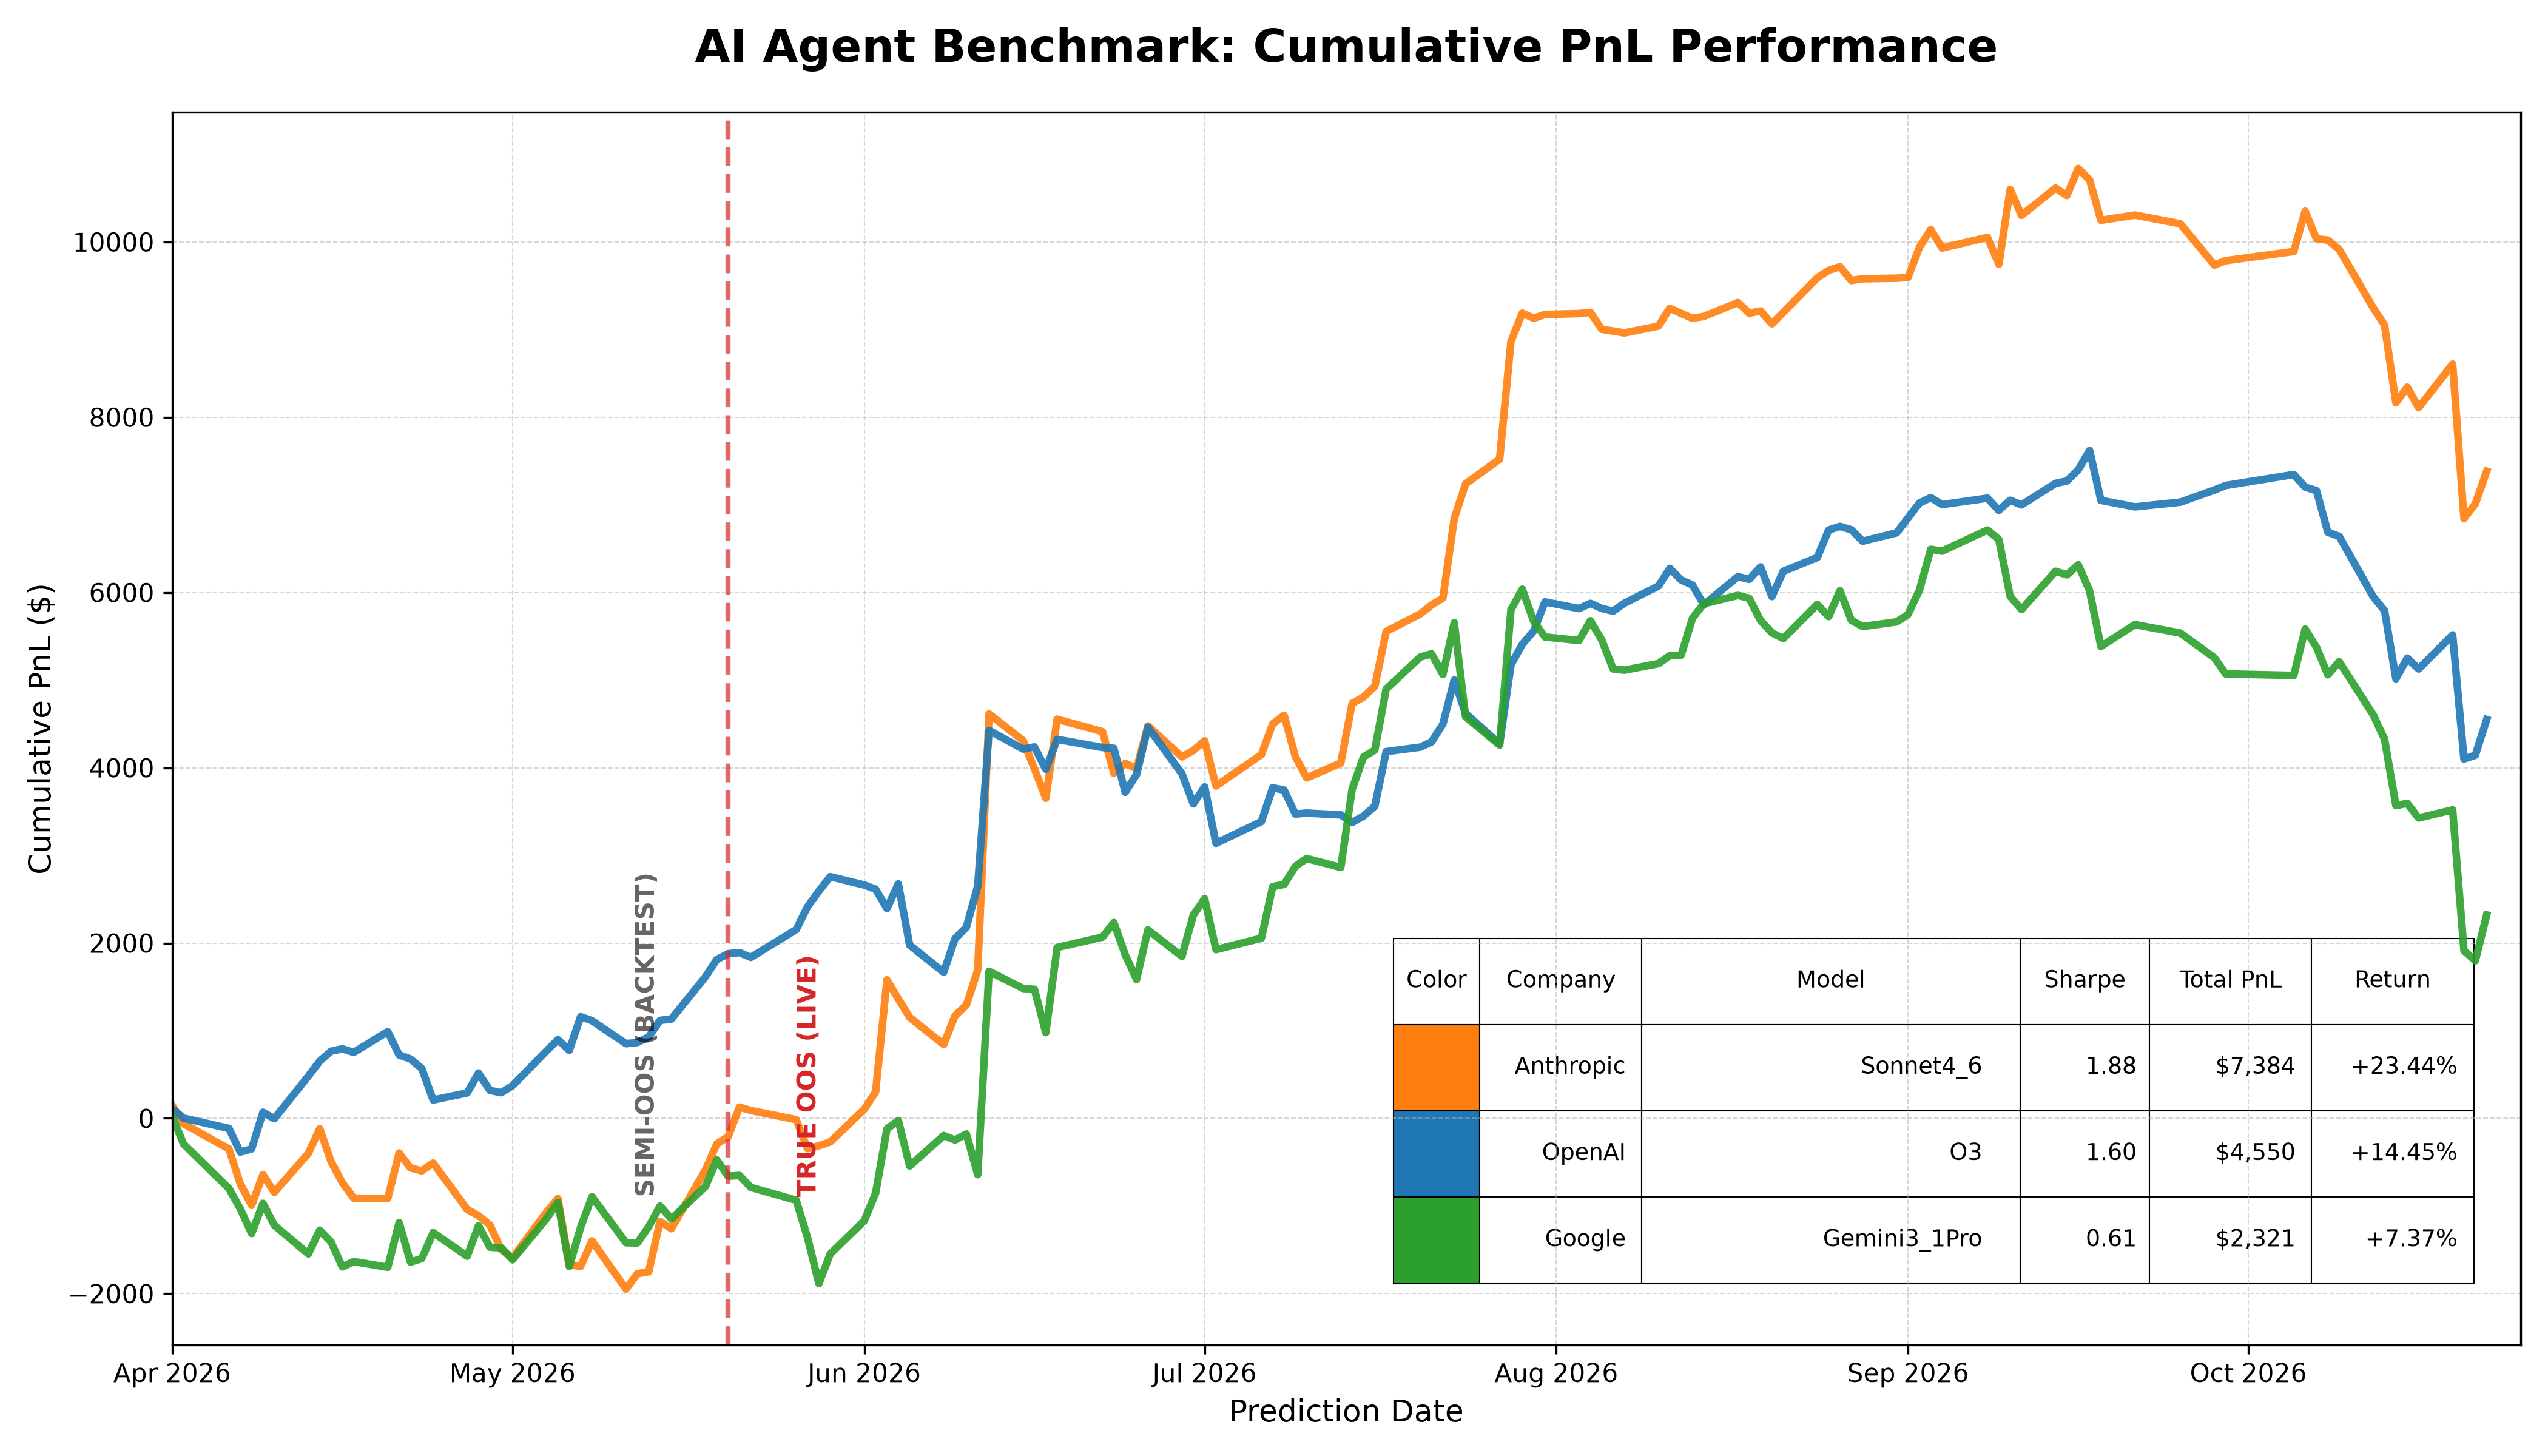 AI Agent Benchmark: Cumulative PnL Performance
Cumulative PnL ($)
10000
8000
6000
4000
2000
0
−2000
SEMI-OOS (BACKTEST)
TRUE OOS (LIVE)
Color Company Model Sharpe Total PnL Return
Anthropic Sonnet4_6 1.88 $7,384 +23.44%
OpenAI O3 1.60 $4,550 +14.45%
Google Gemini3_1Pro 0.61 $2,321 +7.37%
Apr 2026 May 2026 Jun 2026 Jul 2026 Aug 2026 Sep 2026 Oct 2026
Prediction Date